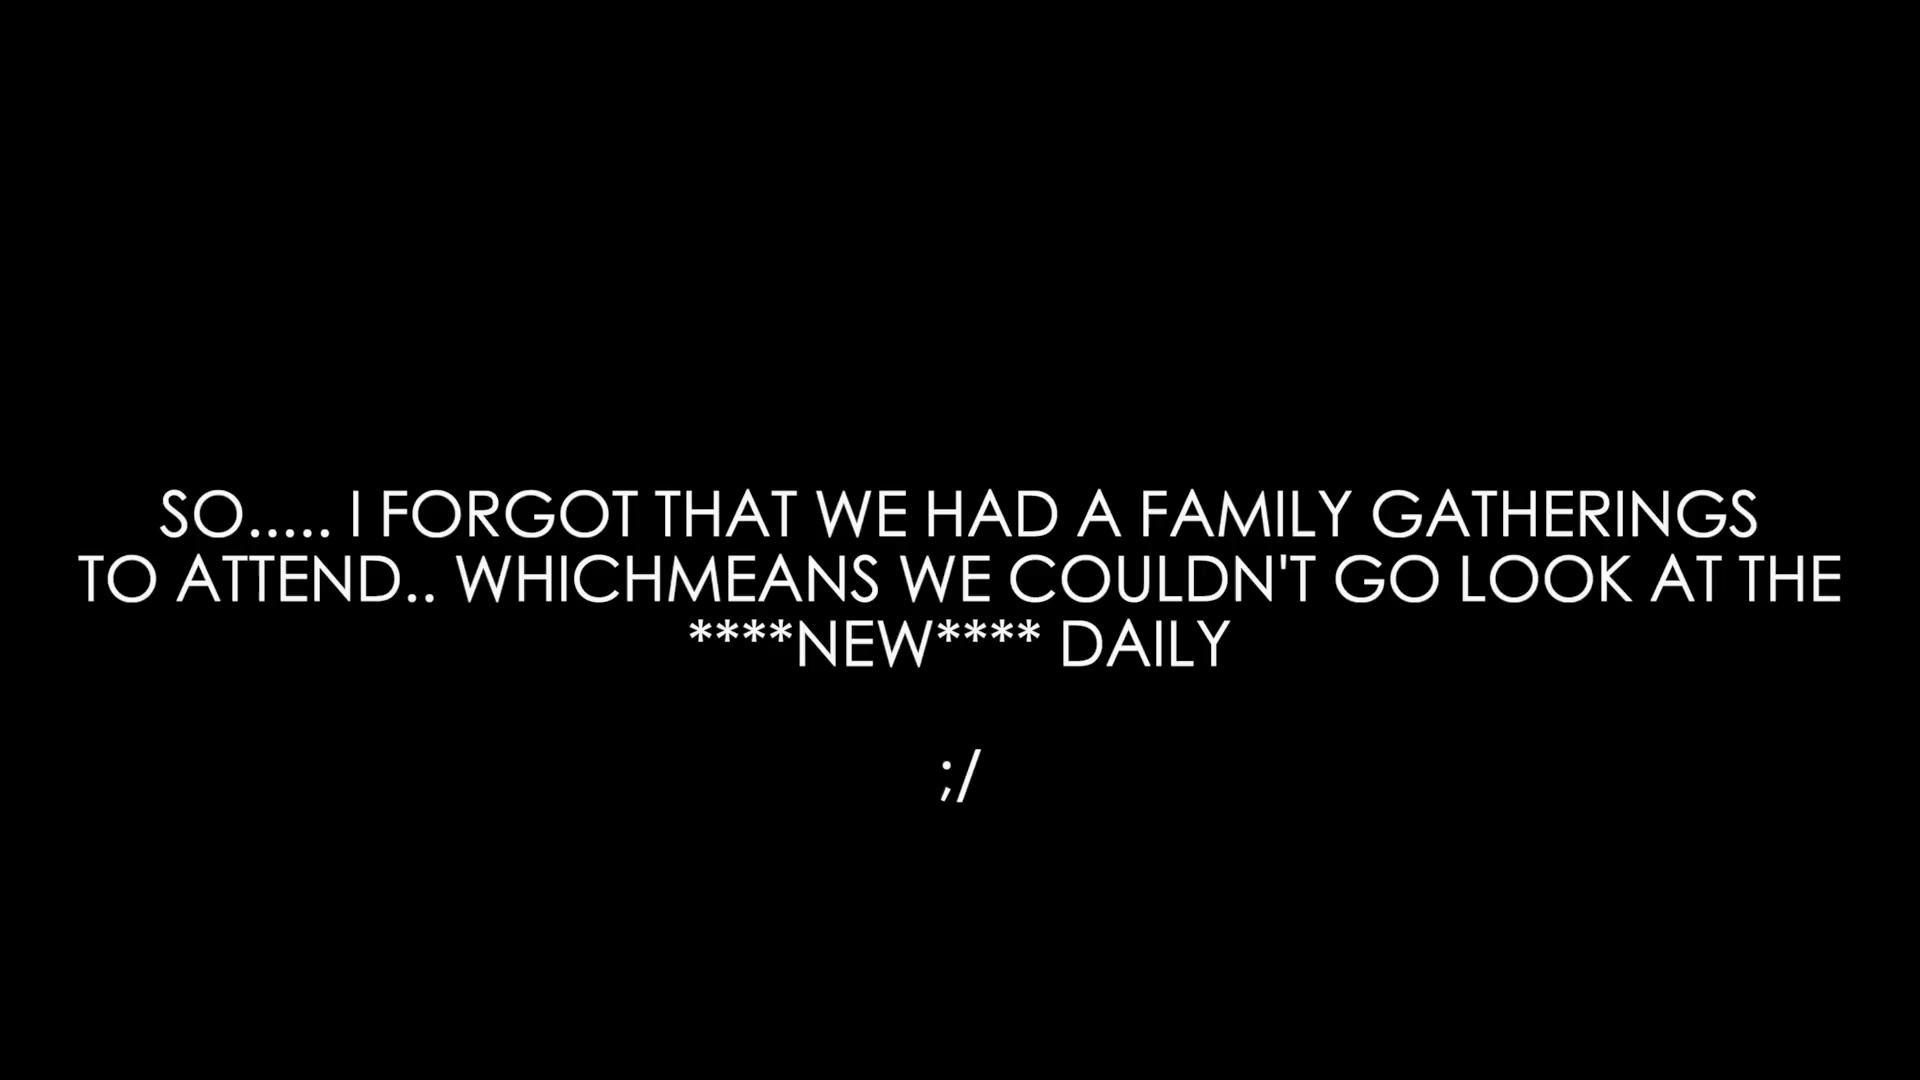 SO..... I FORGOT THAT WE HAD A FAMILY GATHERINGS
TO ATTEND.. WHICHMEANS WE COULDN'T GO LOOK AT THE
****NEW**** DAILY
;/